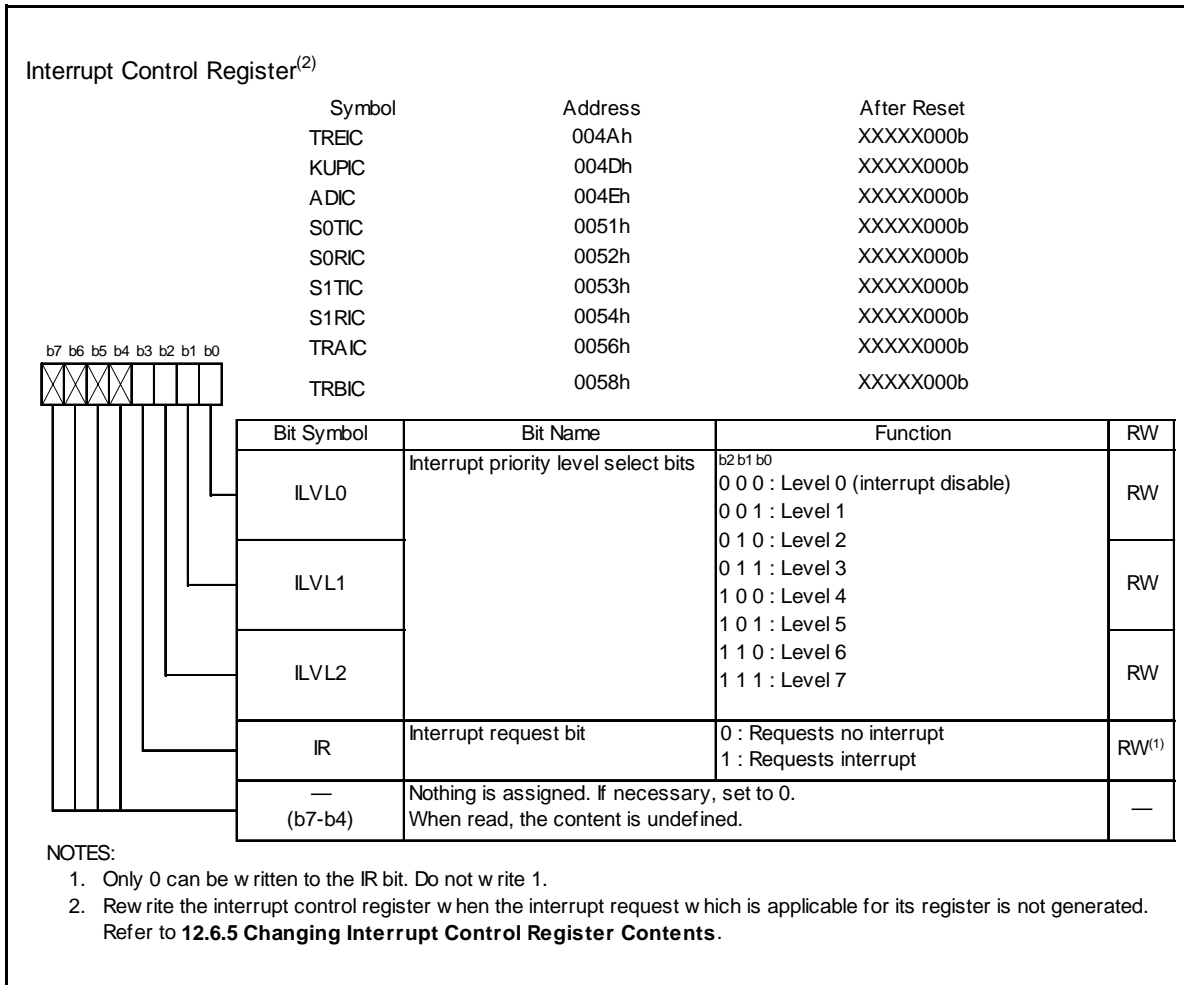 Interrupt Control Register(2)
Symbol Address After Reset
TREIC 004Ah XXXXX000b
KUPIC 004Dh XXXXX000b
ADIC 004Eh XXXXX000b
S0TIC 0051h XXXXX000b
S0RIC 0052h XXXXX000b
S1TIC 0053h XXXXX000b
S1RIC 0054h XXXXX000b
TRAIC 0056h XXXXX000b
TRBIC 0058h XXXXX000b
b7 b6 b5 b4 b3 b2 b1 b0
Bit Symbol Bit Name Function RW
ILVL0 Interrupt priority level select bits b2 b1 b0 RW
0 0 0 : Level 0 (interrupt disable)
0 0 1 : Level 1
0 1 0 : Level 2
ILVL1 0 1 1 : Level 3 RW
1 0 0 : Level 4
1 0 1 : Level 5
ILVL2 1 1 0 : Level 6 RW
1 1 1 : Level 7
IR Interrupt request bit 0 : Requests no interrupt RW(1)
1 : Requests interrupt
— Nothing is assigned. If necessary, set to 0. —
(b7-b4) When read, the content is undefined.
NOTES:
1. Only 0 can be written to the IR bit. Do not write 1.
2. Rewrite the interrupt control register when the interrupt request which is applicable for its register is not generated.
Refer to 12.6.5 Changing Interrupt Control Register Contents.